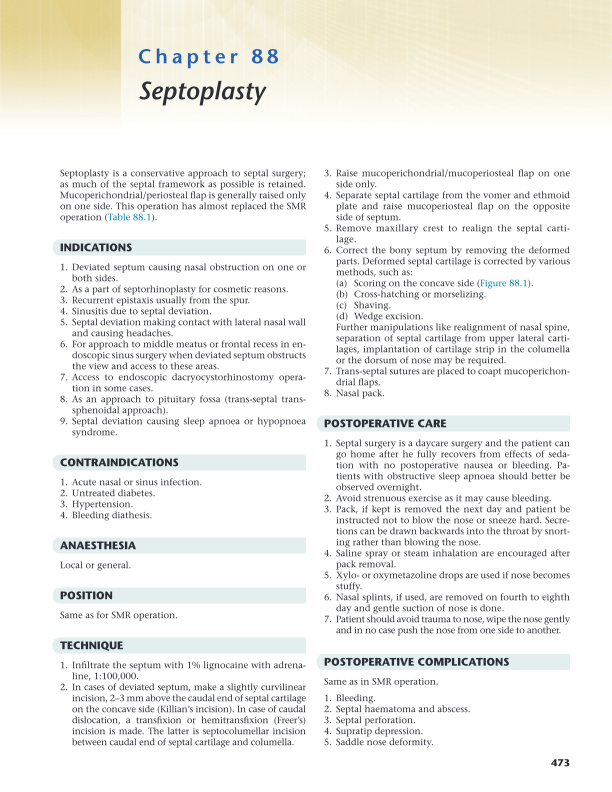 Chapter 88
Septoplasty
Septoplasty is a conservative approach to septal surgery;
as much of the septal framework as possible is retained.
Mucoperichondrial/periosteal flap is generally raised only
on one side. This operation has almost replaced the SMR
operation (Table 88.1).
INDICATIONS
1. Deviated septum causing nasal obstruction on one or
both sides.
2. As a part of septorhinoplasty for cosmetic reasons.
3. Recurrent epistaxis usually from the spur.
4. Sinusitis due to septal deviation.
5. Septal deviation making contact with lateral nasal wall
and causing headaches.
6. For approach to middle meatus or frontal recess in en-
doscopic sinus surgery when deviated septum obstructs
the view and access to these areas.
7. Access to endoscopic dacryocystorhinostomy opera-
tion in some cases.
8. As an approach to pituitary fossa (trans-septal trans-
sphenoidal approach).
9. Septal deviation causing sleep apnoea or hypopnoea
syndrome.
CONTRAINDICATIONS
1. Acute nasal or sinus infection.
2. Untreated diabetes.
3. Hypertension.
4. Bleeding diathesis.
ANAESTHESIA
Local or general.
POSITION
Same as for SMR operation.
TECHNIQUE
1. Infiltrate the septum with 1% lignocaine with adrena-
line, 1:100,000.
2. In cases of deviated septum, make a slightly curvilinear
incision, 2–3 mm above the caudal end of septal cartilage
on the concave side (Killian's incision). In case of caudal
dislocation, a transfixion or hemitransfixion (Freer's)
incision is made. The latter is septocolumellar incision
between caudal end of septal cartilage and columella.
3. Raise mucoperichondrial/mucoperiosteal flap on one
side only.
4. Separate septal cartilage from the vomer and ethmoid
plate and raise mucoperiosteal flap on the opposite
side of septum.
5. Remove maxillary crest to realign the septal carti-
lage.
6. Correct the bony septum by removing the deformed
parts. Deformed septal cartilage is corrected by various
methods, such as:
(a) Scoring on the concave side (Figure 88.1).
(b) Cross-hatching or morselizing.
(c) Shaving.
(d) Wedge excision.
Further manipulations like realignment of nasal spine,
separation of septal cartilage from upper lateral carti-
lages, implantation of cartilage strip in the columella
or the dorsum of nose may be required.
7. Trans-septal sutures are placed to coapt mucoperichon-
drial flaps.
8. Nasal pack.
POSTOPERATIVE CARE
1. Septal surgery is a daycare surgery and the patient can
go home after he fully recovers from effects of seda-
tion with no postoperative nausea or bleeding. Pa-
tients with obstructive sleep apnoea should better be
observed overnight.
2. Avoid strenuous exercise as it may cause bleeding.
3. Pack, if kept is removed the next day and patient be
instructed not to blow the nose or sneeze hard. Secre-
tions can be drawn backwards into the throat by snort-
ing rather than blowing the nose.
4. Saline spray or steam inhalation are encouraged after
pack removal.
5. Xylo- or oxymetazoline drops are used if nose becomes
stuffy.
6. Nasal splints, if used, are removed on fourth to eighth
day and gentle suction of nose is done.
7. Patient should avoid trauma to nose, wipe the nose gently
and in no case push the nose from one side to another.
POSTOPERATIVE COMPLICATIONS
Same as in SMR operation.
1. Bleeding.
2. Septal haematoma and abscess.
3. Septal perforation.
4. Supratip depression.
5. Saddle nose deformity.
473